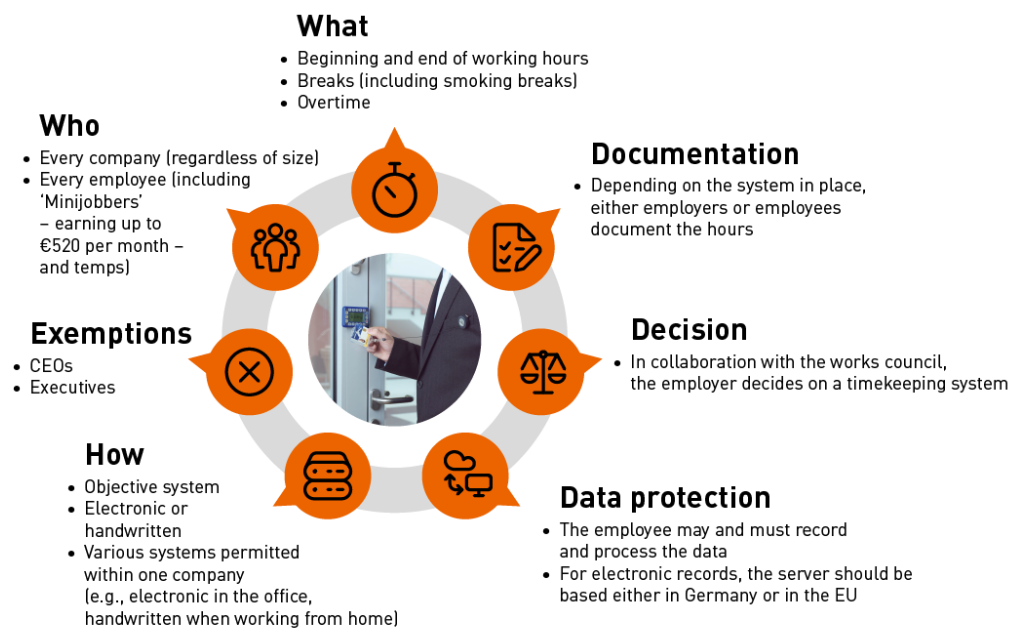 What
• Beginning and end of working hours
• Breaks (including smoking breaks)
• Overtime
Documentation
• Depending on the system in place,
either employers or employees
document the hours
Decision
• In collaboration with the works council,
the employer decides on a timekeeping system
Data protection
• The employee may and must record
and process the data
• For electronic records, the server should be
based either in Germany or in the EU
How
• Objective system
• Electronic or
handwritten
• Various systems permitted
within one company
(e.g., electronic in the office,
handwritten when working from home)
Exemptions
• CEOs
• Executives
Who
• Every company (regardless of size)
• Every employee (including
‘Minijobbers’
– earning up to
€520 per month –
and temps)